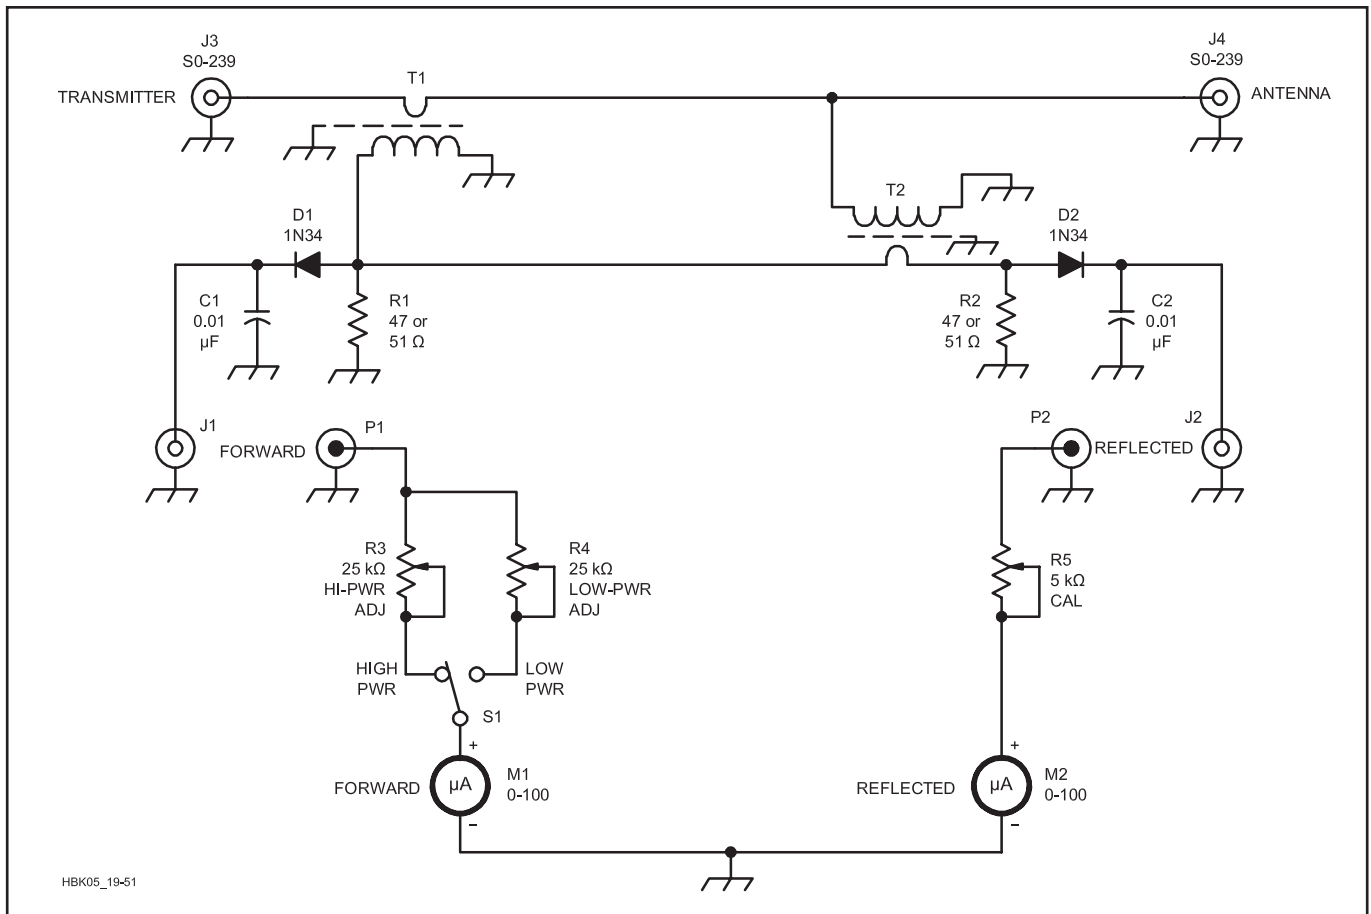 J3
S0-239
TRANSMITTER
T1
J4
S0-239
ANTENNA
T2
D1
1N34
D2
1N34
C1
0.01
µF
R1
47 or
51 Ω
R2
47 or
51 Ω
C2
0.01
µF
J1
FORWARD
P1
P2
REFLECTED
J2
R3
25 kΩ
HI-PWR
ADJ
R4
25 kΩ
LOW-PWR
ADJ
R5
5 kΩ
CAL
HIGH
PWR
LOW
PWR
S1
+
FORWARD
µA
M1
0-100
–
+
REFLECTED
µA
M2
0-100
–
HBK05_19-51